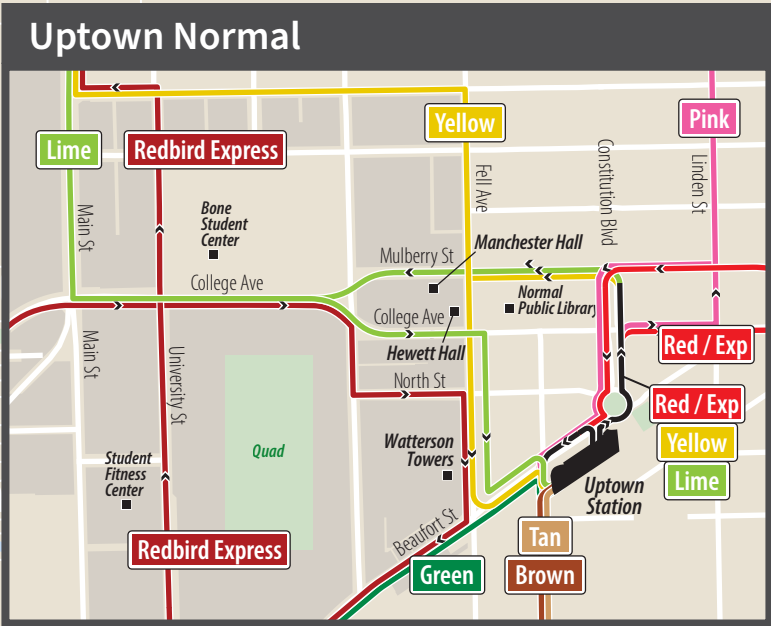 Uptown Normal
Lime
Redbird Express
Yellow
Pink
Main St
Bone
Student
Center
Fell Ave
Constitution Blvd
Linden St
Manchester Hall
Mulberry St
College Ave
Normal
Public Library
College Ave
Hewett Hall
Main St
University St
North St
Red / Exp
Red / Exp
Yellow
Lime
Student
Fitness
Center
Quad
Watterson
Towers
Uptown
Station
Beaufort St
Redbird Express
Green
Tan
Brown